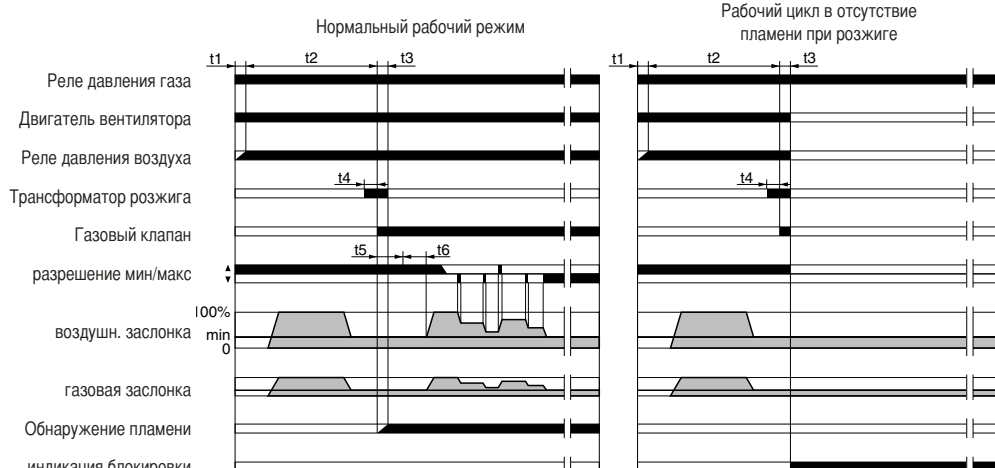 Нормальный рабочий режим
Рабочий цикл в отсутствие
пламени при розжиге
t1 t2 t3 t1 t2 t3
Реле давления газа
Двигатель вентилятора
Реле давления воздуха
t4 t4
Трансформатор розжига
Газовый клапан
t5 t6
разрешение мин/макс
100%
воздушн. заслонка
min
0
газовая заслонка
Обнаружение пламени
индикация блокировки